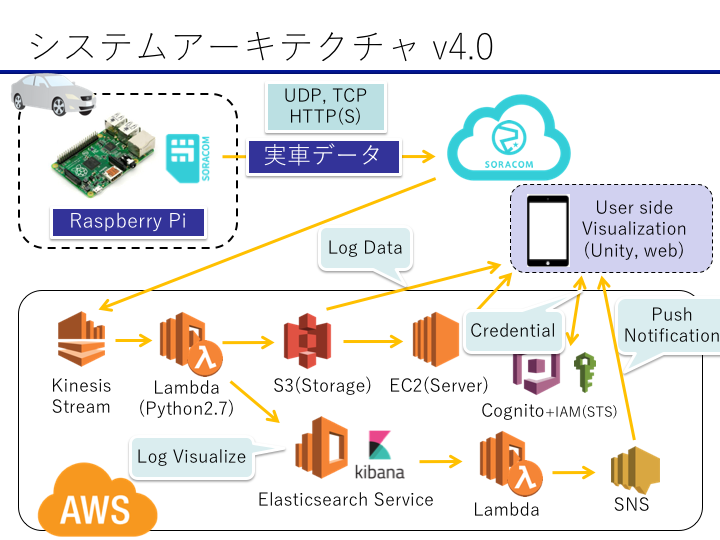 システムアーキテクチャ v4.0
UDP, TCP
HTTP(S)
実車データ
SORACOM
SORACOM
Raspberry Pi
User side
Visualization
(Unity, web)
Log Data
Credential
Push
Notification
Kinesis
Stream
Lambda
(Python2.7)
S3(Storage)
EC2(Server)
Cognito+IAM(STS)
Log Visualize
kibana
Elasticsearch Service
Lambda
SNS
AWS